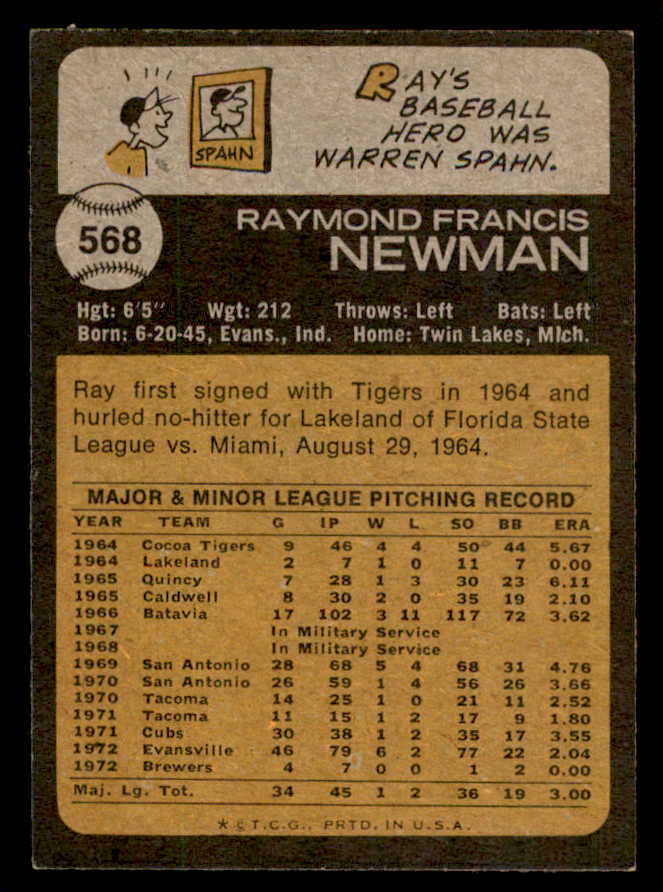 RAY'S
BASEBALL
HERO WAS
WARREN SPAHN.
SPAHN
568
RAYMOND FRANCIS
NEWMAN
Hgt: 6'5" Wgt: 212 Throws: Left Bats: Left
Born: 6-20-45, Evans., Ind. Home: Twin Lakes, Mich.
Ray first signed with Tigers in 1964 and
hurled no-hitter for Lakeland of Florida State
League vs. Miami, August 29, 1964.
MAJOR & MINOR LEAGUE PITCHING RECORD
YEAR TEAM G IP W L SO BB ERA
1964 Cocoa Tigers 9 46 4 4 50 44 5.67
1964 Lakeland 2 7 1 0 11 7 0.00
1965 Quincy 7 28 1 3 30 23 6.11
1965 Caldwell 8 30 2 0 35 19 2.10
1966 Batavia 17 102 3 11 117 72 3.62
1967 In Military Service
1968 In Military Service
1969 San Antonio 28 68 5 4 68 31 4.76
1970 San Antonio 26 59 1 4 56 26 3.66
1970 Tacoma 14 25 1 0 21 11 2.52
1971 Tacoma 11 15 1 2 17 9 1.80
1971 Cubs 30 38 1 2 35 17 3.55
1972 Evansville 46 79 6 2 77 22 2.04
1972 Brewers 4 7 0 0 1 2 0.00
Maj. Lg. Tot. 34 45 1 2 36 19 3.00
* © T.C.G., PRTD. IN U.S.A.